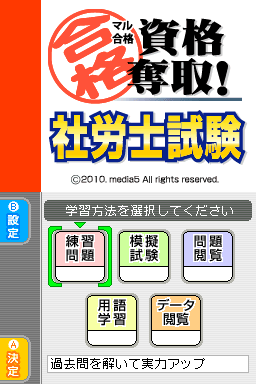 合格
マル合格
資格
奪取!
社労士試験
©2010. media5 All rights reserved.
学習方法を選択してください
B
設定
練習
問題
模擬
試験
問題
閲覧
用語
学習
データ
閲覧
A
決定
過去問を解いて実力アップ